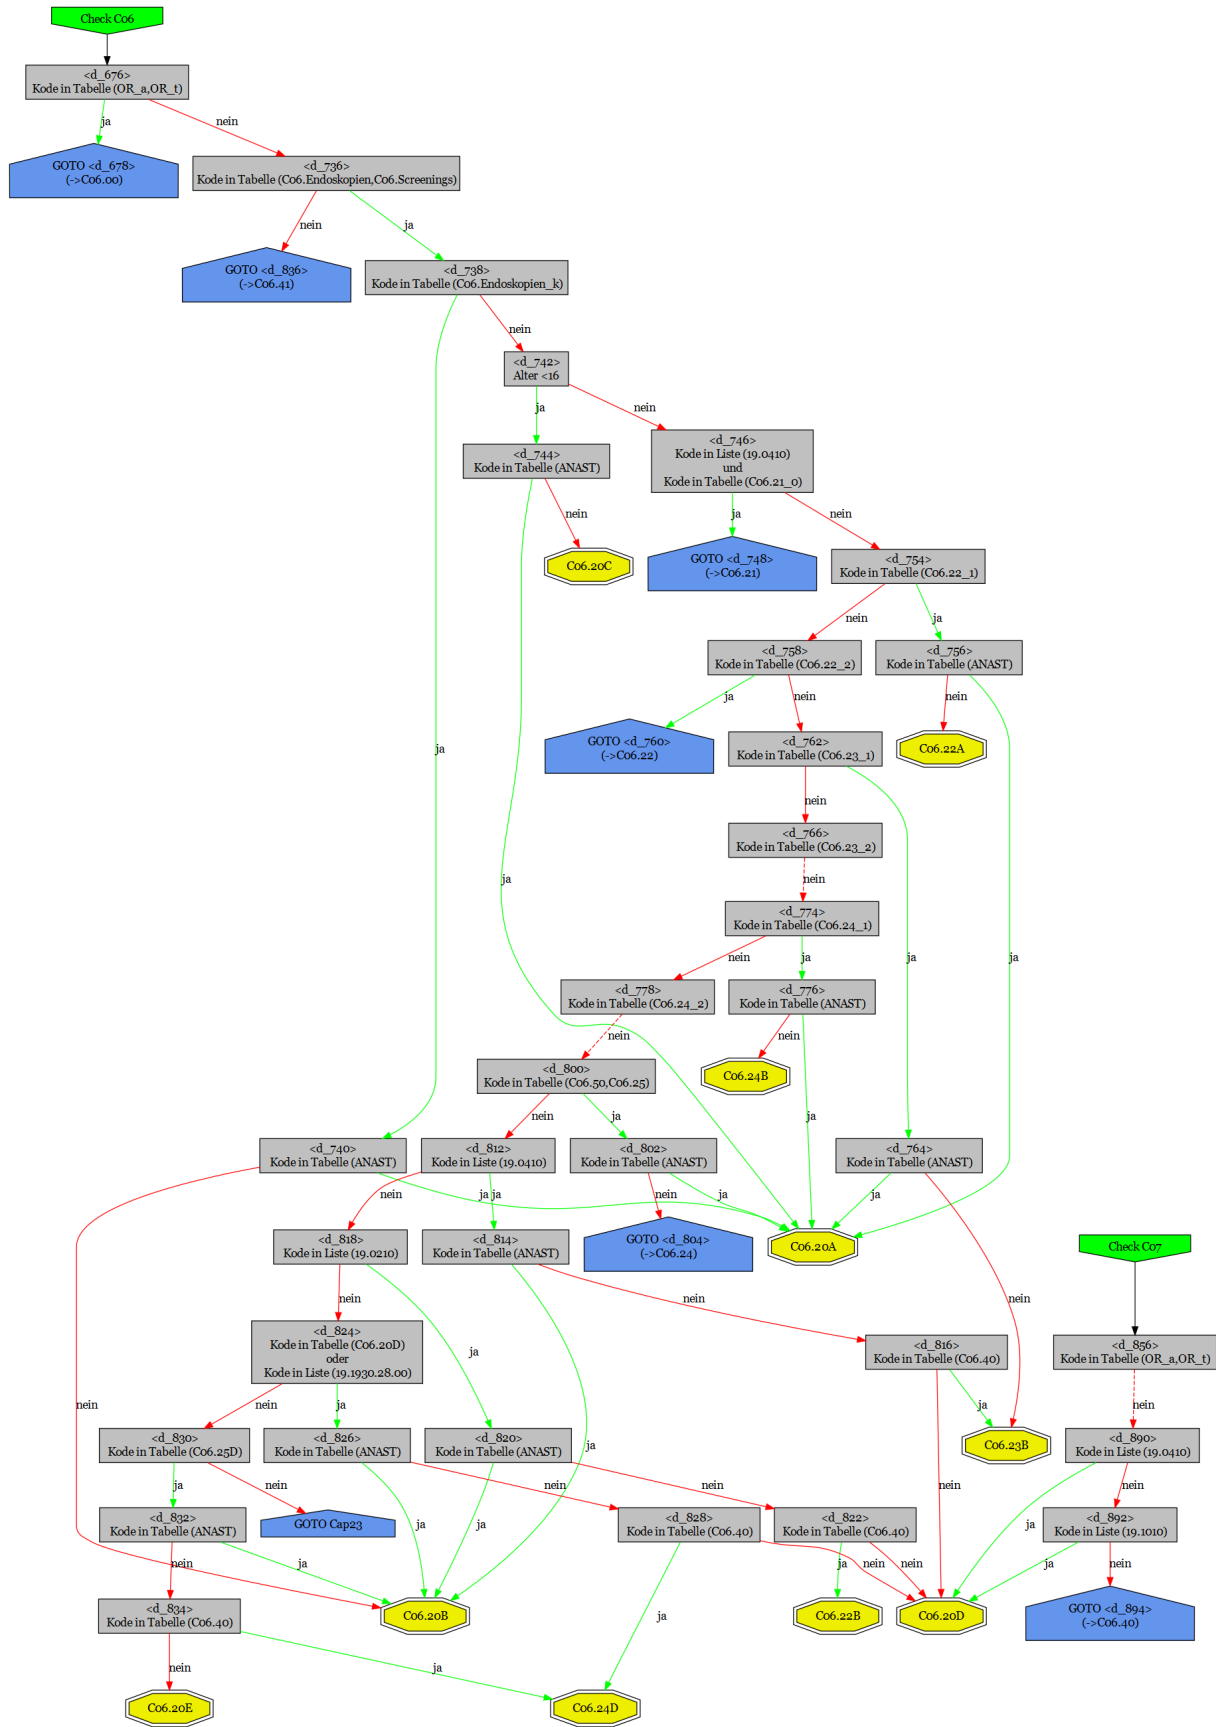 Check C06
<d_676>
Kode in Tabelle (OR_a,OR_t)
ja
nein
GOTO <d_678>
(->C06.00)
<d_736>
Kode in Tabelle (C06.Endoskopien,C06.Screenings)
nein
ja
GOTO <d_836>
(->C06.41)
<d_738>
Kode in Tabelle (C06.Endoskopien_k)
nein
<d_742>
Alter <16
ja
nein
<d_744>
Kode in Tabelle (ANAST)
<d_746>
Kode in Liste (19.0410)
und
Kode in Tabelle (C06.21_0)
nein
ja
nein
C06.20C
GOTO <d_748>
(->C06.21)
<d_754>
Kode in Tabelle (C06.22_1)
nein
ja
<d_758>
Kode in Tabelle (C06.22_2)
<d_756>
Kode in Tabelle (ANAST)
ja
nein
nein
ja
GOTO <d_760>
(->C06.22)
<d_762>
Kode in Tabelle (C06.23_1)
C06.22A
nein
<d_766>
Kode in Tabelle (C06.23_2)
ja
nein
<d_774>
Kode in Tabelle (C06.24_1)
nein
ja
ja
ja
<d_778>
Kode in Tabelle (C06.24_2)
<d_776>
Kode in Tabelle (ANAST)
nein
nein
<d_800>
Kode in Tabelle (C06.50,C06.25)
C06.24B
nein
ja
ja
<d_740>
Kode in Tabelle (ANAST)
<d_812>
Kode in Liste (19.0410)
<d_802>
Kode in Tabelle (ANAST)
<d_764>
Kode in Tabelle (ANAST)
nein
ja
ja
nein
ja
ja
<d_818>
Kode in Liste (19.0210)
<d_814>
Kode in Tabelle (ANAST)
GOTO <d_804>
(->C06.24)
C06.20A
Check C07
nein
nein
nein
<d_824>
Kode in Tabelle (C06.20D)
oder
Kode in Liste (19.1930.28.00)
ja
<d_816>
Kode in Tabelle (C06.40)
<d_856>
Kode in Tabelle (OR_a,OR_t)
nein
nein
ja
ja
nein
<d_830>
Kode in Tabelle (C06.25D)
<d_826>
Kode in Tabelle (ANAST)
<d_820>
Kode in Tabelle (ANAST)
ja
C06.23B
<d_890>
Kode in Liste (19.0410)
ja
nein
nein
nein
nein
nein
<d_832>
Kode in Tabelle (ANAST)
GOTO Cap23
ja
ja
<d_828>
Kode in Tabelle (C06.40)
<d_822>
Kode in Tabelle (C06.40)
ja
<d_892>
Kode in Liste (19.1010)
nein
ja
ja
nein
nein
ja
nein
<d_834>
Kode in Tabelle (C06.40)
C06.20B
ja
C06.22B
C06.20D
GOTO <d_894>
(->C06.40)
nein
ja
C06.20E
C06.24D